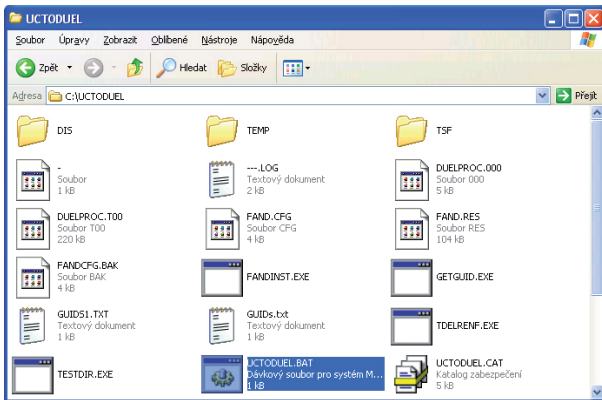 UCTODUEL
Soubor Úpravy Zobrazit Oblíbené Nástroje Nápověda
Zpět Hledat Složky
Adresa C:\UCTODUEL Přejít
DIS
TEMP
TSF
-
Soubor
1 kB
---.LOG
Textový dokument
2 kB
DUELPROC.000
Soubor 000
5 kB
DUELPROC.T00
Soubor T00
220 kB
FAND.CFG
Soubor CFG
4 kB
FAND.RES
Soubor RES
104 kB
FANDCFG.BAK
Soubor BAK
4 kB
FANDINST.EXE
GETGUID.EXE
GUIDS1.TXT
Textový dokument
1 kB
GUIDs.txt
Textový dokument
1 kB
TDELRENF.EXE
TESTDIR.EXE
UCTODUEL.BAT
Dávkový soubor pro systém M...
1 kB
UCTODUEL.CAT
Katalog zabezpečení
5 kB